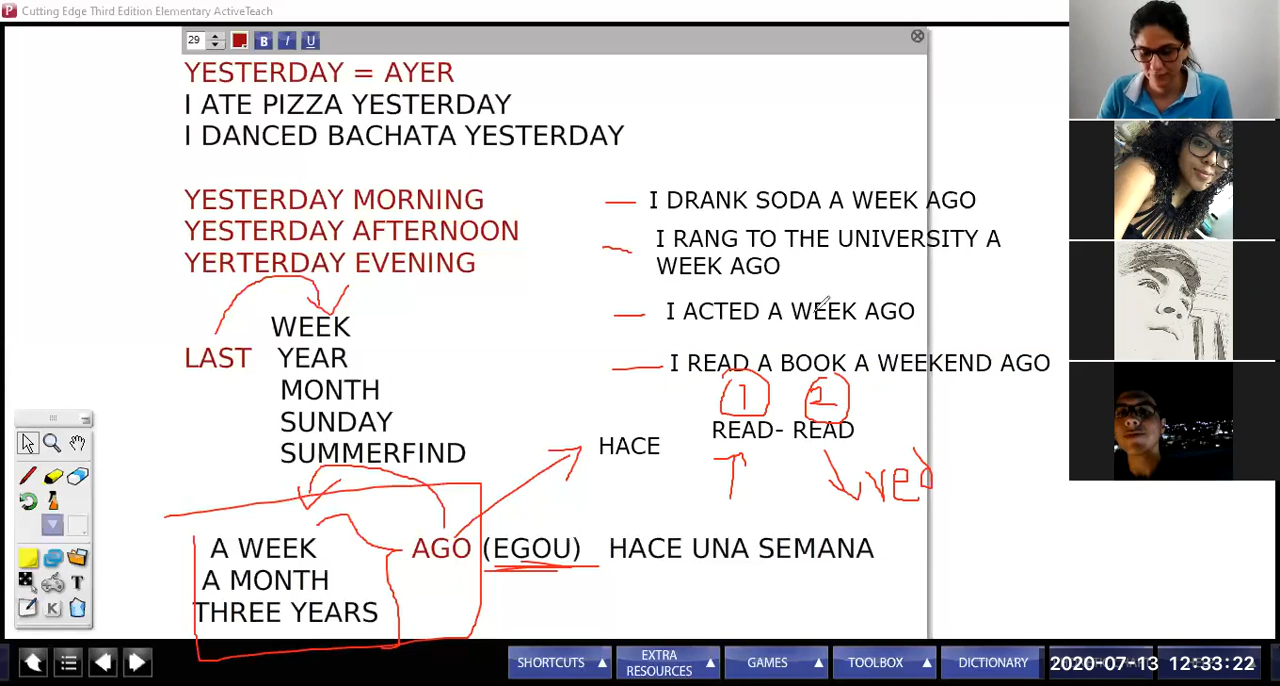 Cutting Edge Third Edition Elementary ActiveTeach
29 B I U
YESTERDAY = AYER
I ATE PIZZA YESTERDAY
I DANCED BACHATA YESTERDAY
YESTERDAY MORNING
YESTERDAY AFTERNOON
YERTERDAY EVENING
WEEK
LAST YEAR
MONTH
SUNDAY
SUMMERFIND
I DRANK SODA A WEEK AGO
I RANG TO THE UNIVERSITY A
WEEK AGO
I ACTED A WEEK AGO
I READ A BOOK A WEEKEND AGO
1 2
READ- READ
HACE
red
A WEEK AGO (EGOU) HACE UNA SEMANA
A MONTH
THREE YEARS
T
K
SHORTCUTS
EXTRA
RESOURCES
GAMES
TOOLBOX
DICTIONARY
2020-07-13 12:33:22